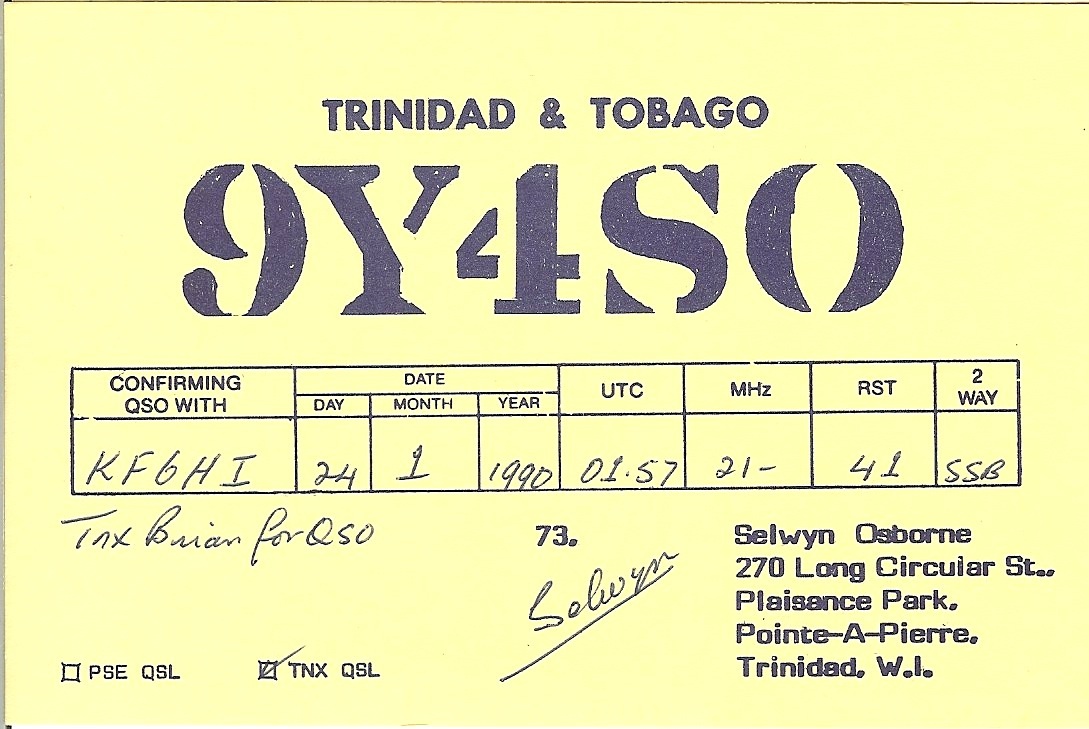 TRINIDAD & TOBAGO
9Y4SO
CONFIRMING QSO WITH DATE DAY MONTH YEAR UTC MHz RST 2 WAY
KF6HI 24 1 1990 01.57 21- 41 SSB
Tnx Brian for QSO
73.
Selwyn
Selwyn Osborne
270 Long Circular St.,
Plaisance Park,
Pointe-A-Pierre,
Trinidad, W.I.
PSE QSL TNX QSL